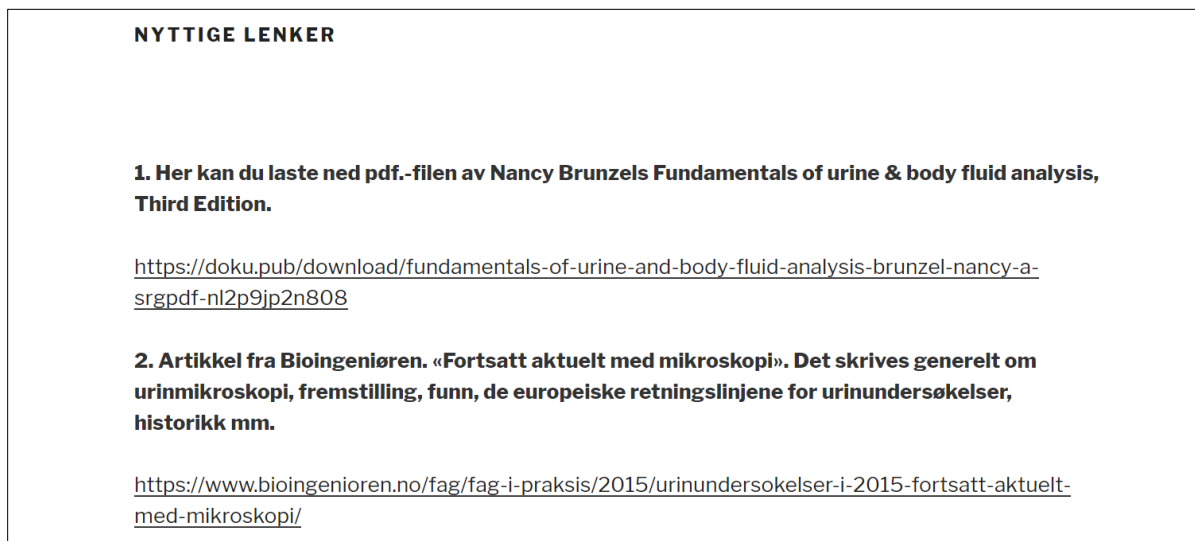 NYTTIGE LENKER
1. Her kan du laste ned pdf.-filen av Nancy Brunzels Fundamentals of urine & body fluid analysis,
Third Edition.
https://doku.pub/download/fundamentals-of-urine-and-body-fluid-analysis-brunzel-nancy-a-
srgpdf-nl2p9jp2n808
2. Artikkel fra Bioingeniøren. «Fortsatt aktuelt med mikroskopi». Det skrives generelt om
urinmikroskopi, fremstilling, funn, de europeiske retningslinjene for urinundersøkelser,
historikk mm.
https://www.bioingenioren.no/fag/fag-i-praksis/2015/urinundersokelser-i-2015-fortsatt-aktuelt-
med-mikroskopi/